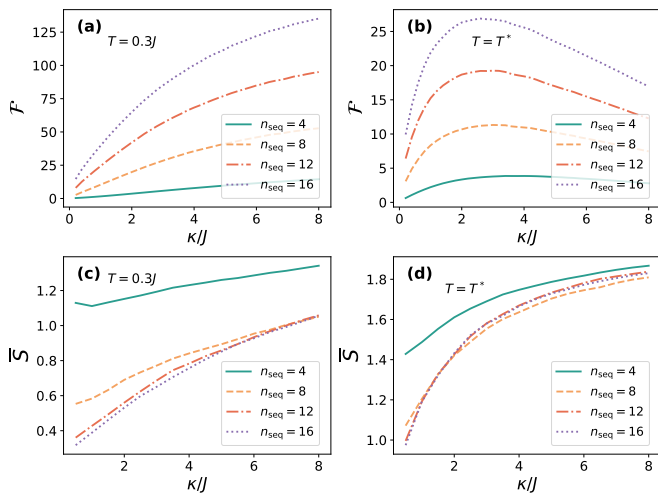 (a)
T = 0.3J
125
100
75
50
25
0
ℱ
n_seq = 4
n_seq = 8
n_seq = 12
n_seq = 16
0 2 4 6 8
κ/J
(b)
T = T*
25
20
15
10
5
0
ℱ
n_seq = 4
n_seq = 8
n_seq = 12
n_seq = 16
0 2 4 6 8
κ/J
(c)
T = 0.3J
1.2
1.0
0.8
0.6
0.4
S̅
n_seq = 4
n_seq = 8
n_seq = 12
n_seq = 16
2 4 6 8
κ/J
(d)
T = T*
1.8
1.6
1.4
1.2
1.0
S̅
n_seq = 4
n_seq = 8
n_seq = 12
n_seq = 16
2 4 6 8
κ/J